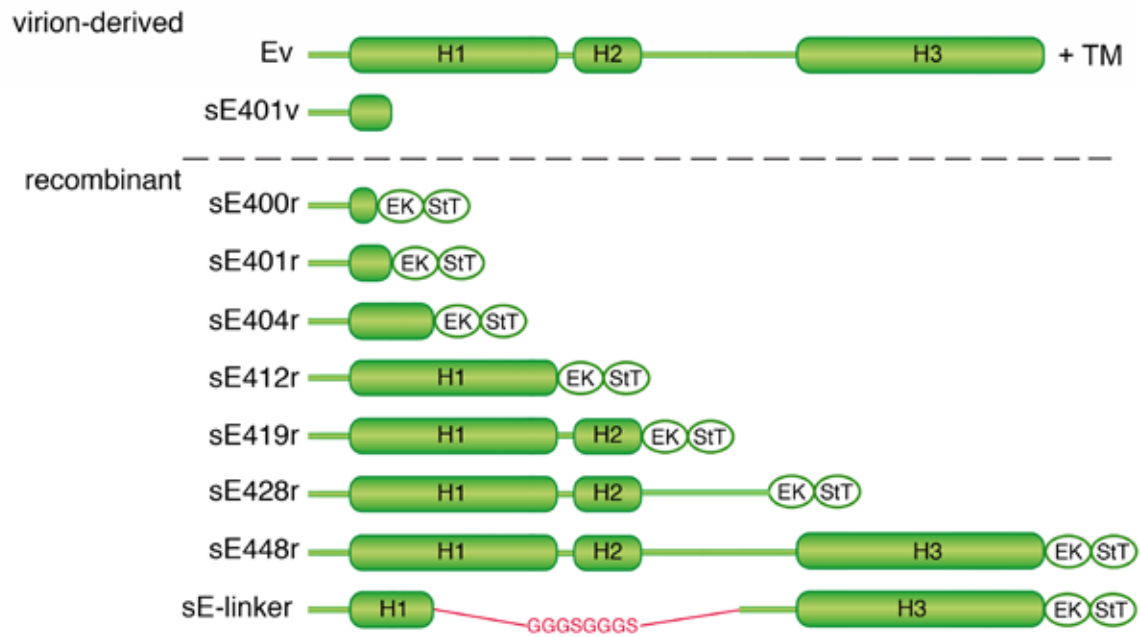 virion-derived
Ev H1 H2 H3 + TM
sE401v
recombinant
sE400r EK StT
sE401r EK StT
sE404r EK StT
sE412r H1 EK StT
sE419r H1 H2 EK StT
sE428r H1 H2 EK StT
sE448r H1 H2 H3 EK StT
sE-linker H1 GGGSGGGS H3 EK StT